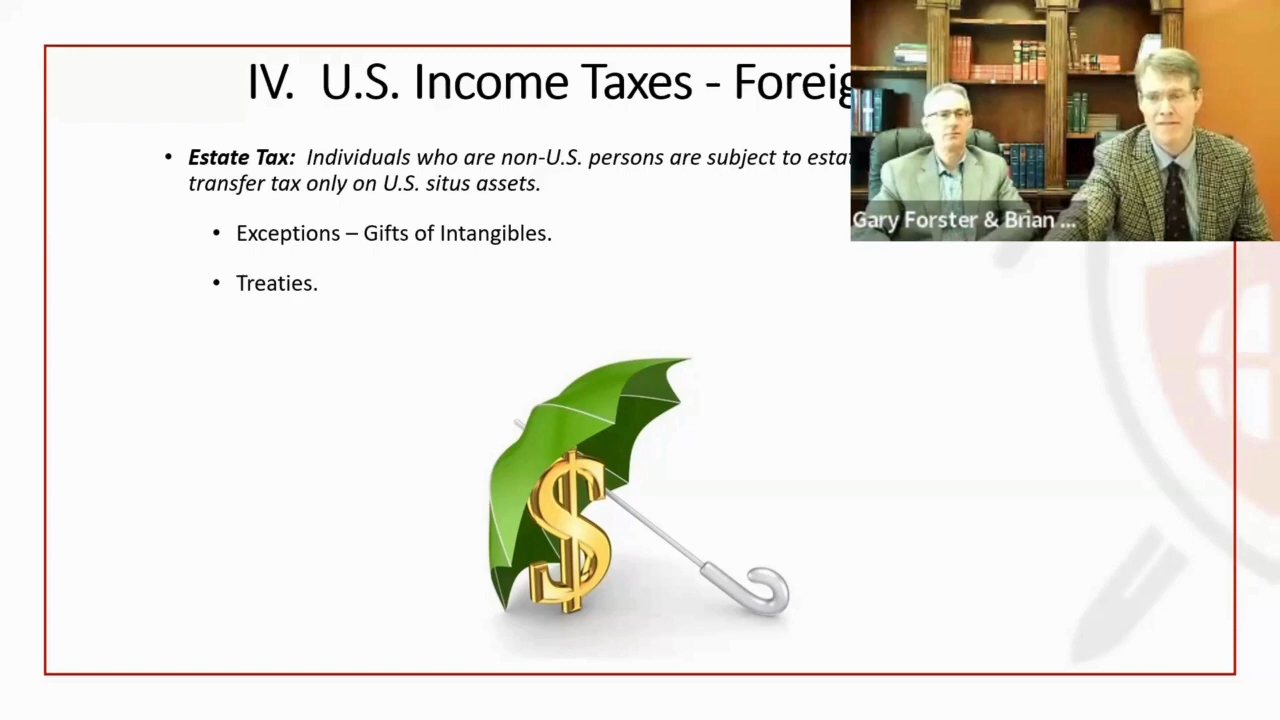 IV. U.S. Income Taxes - Foreig
• Estate Tax: Individuals who are non-U.S. persons are subject to estat
transfer tax only on U.S. situs assets.
• Exceptions – Gifts of Intangibles.
• Treaties.
Gary Forster & Brian ...